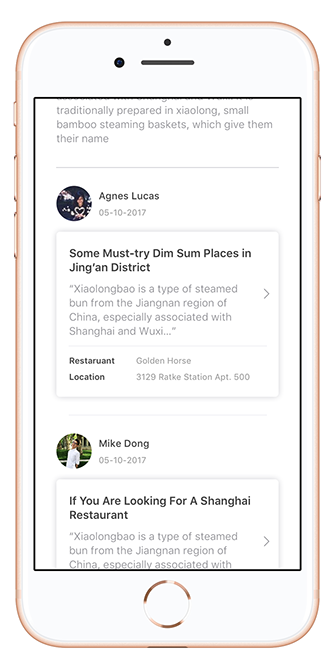 traditionally prepared in xiaolong, small
bamboo steaming baskets, which give them
their name
Agnes Lucas
05-10-2017
Some Must-try Dim Sum Places in
Jing’an District
“Xiaolongbao is a type of steamed
bun from the Jiangnan region of
China, especially associated with
Shanghai and Wuxi...”
Restaruant Golden Horse
Location 3129 Ratke Station Apt. 500
Mike Dong
05-10-2017
If You Are Looking For A Shanghai
Restaurant
“Xiaolongbao is a type of steamed
bun from the Jiangnan region of
China, especially associated with